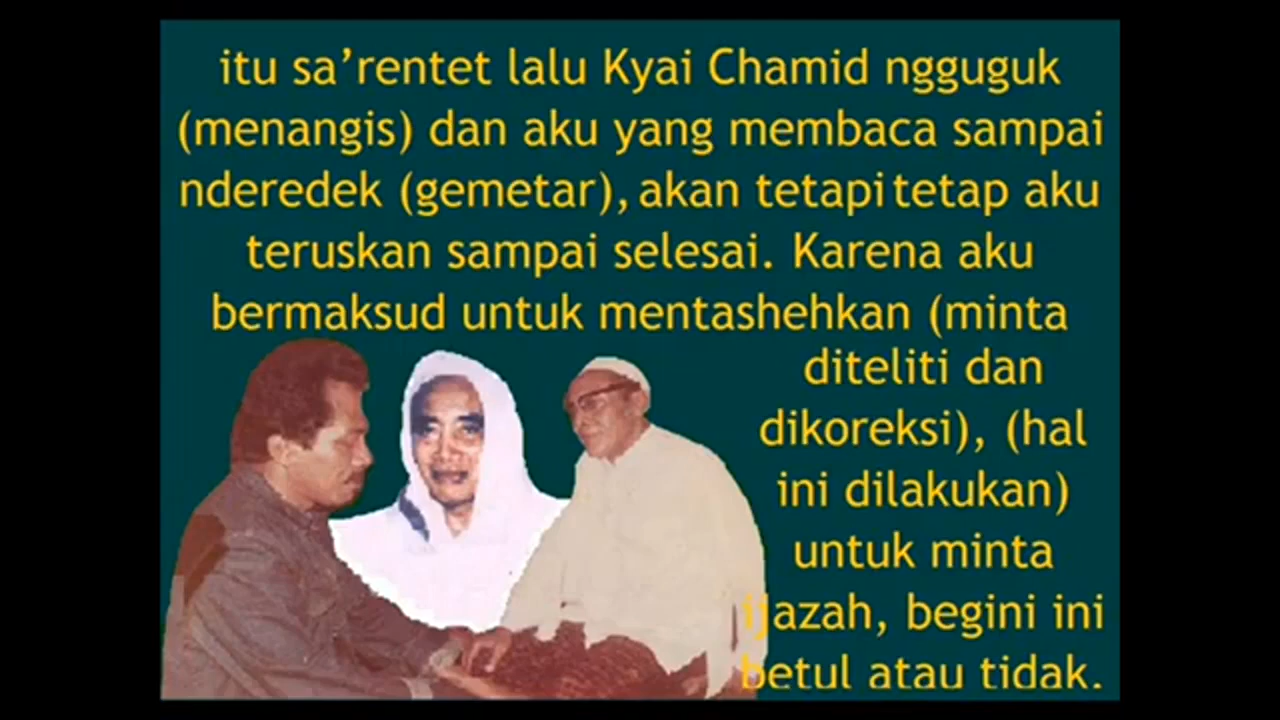 itu sa’rentet lalu Kyai Chamid ngguguk
(menangis) dan aku yang membaca sampai
nderedek (gemetar), akan tetapi tetap aku
teruskan sampai selesai. Karena aku
bermaksud untuk mentashehkan (minta
diteliti dan
dikoreksi), (hal
ini dilakukan)
untuk minta
ijazah, begini ini
betul atau tidak.